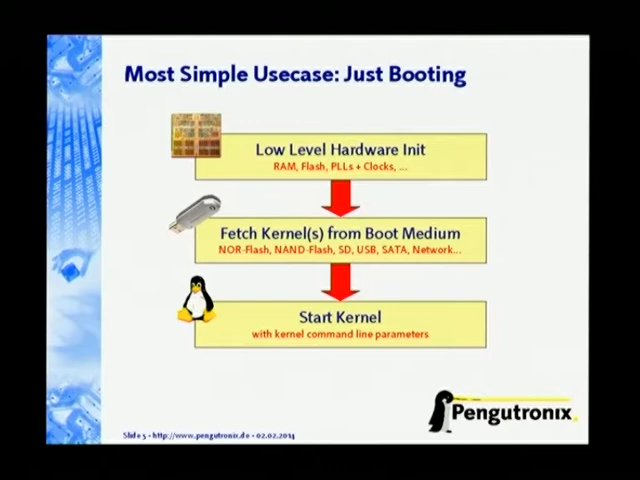 Most Simple Usecase: Just Booting
Low Level Hardware Init
RAM, Flash, PLLs + Clocks, ...
Fetch Kernel(s) from Boot Medium
NOR-Flash, NAND-Flash, SD, USB, SATA, Network...
Start Kernel
with kernel command line parameters
Pengutronix
Slide 5 - http://www.pengutronix.de - 02.02.2014